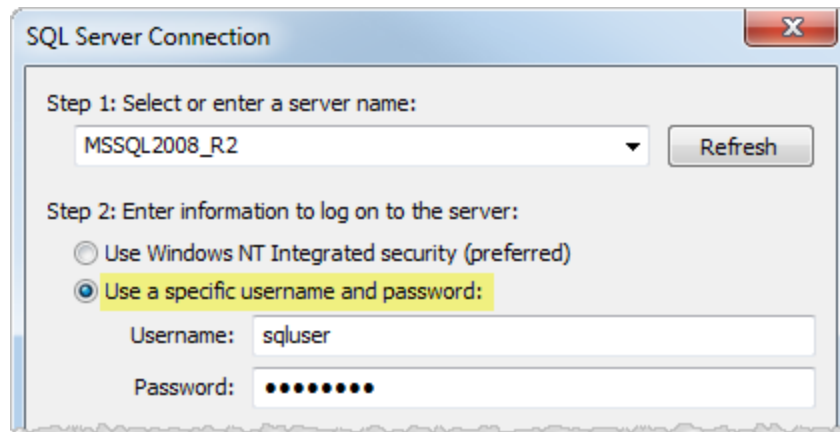 SQL Server Connection
Step 1: Select or enter a server name:
MSSQL2008_R2
Refresh
Step 2: Enter information to log on to the server:
Use Windows NT Integrated security (preferred)
Use a specific username and password:
Username: sqluser
Password: ●●●●●●●●